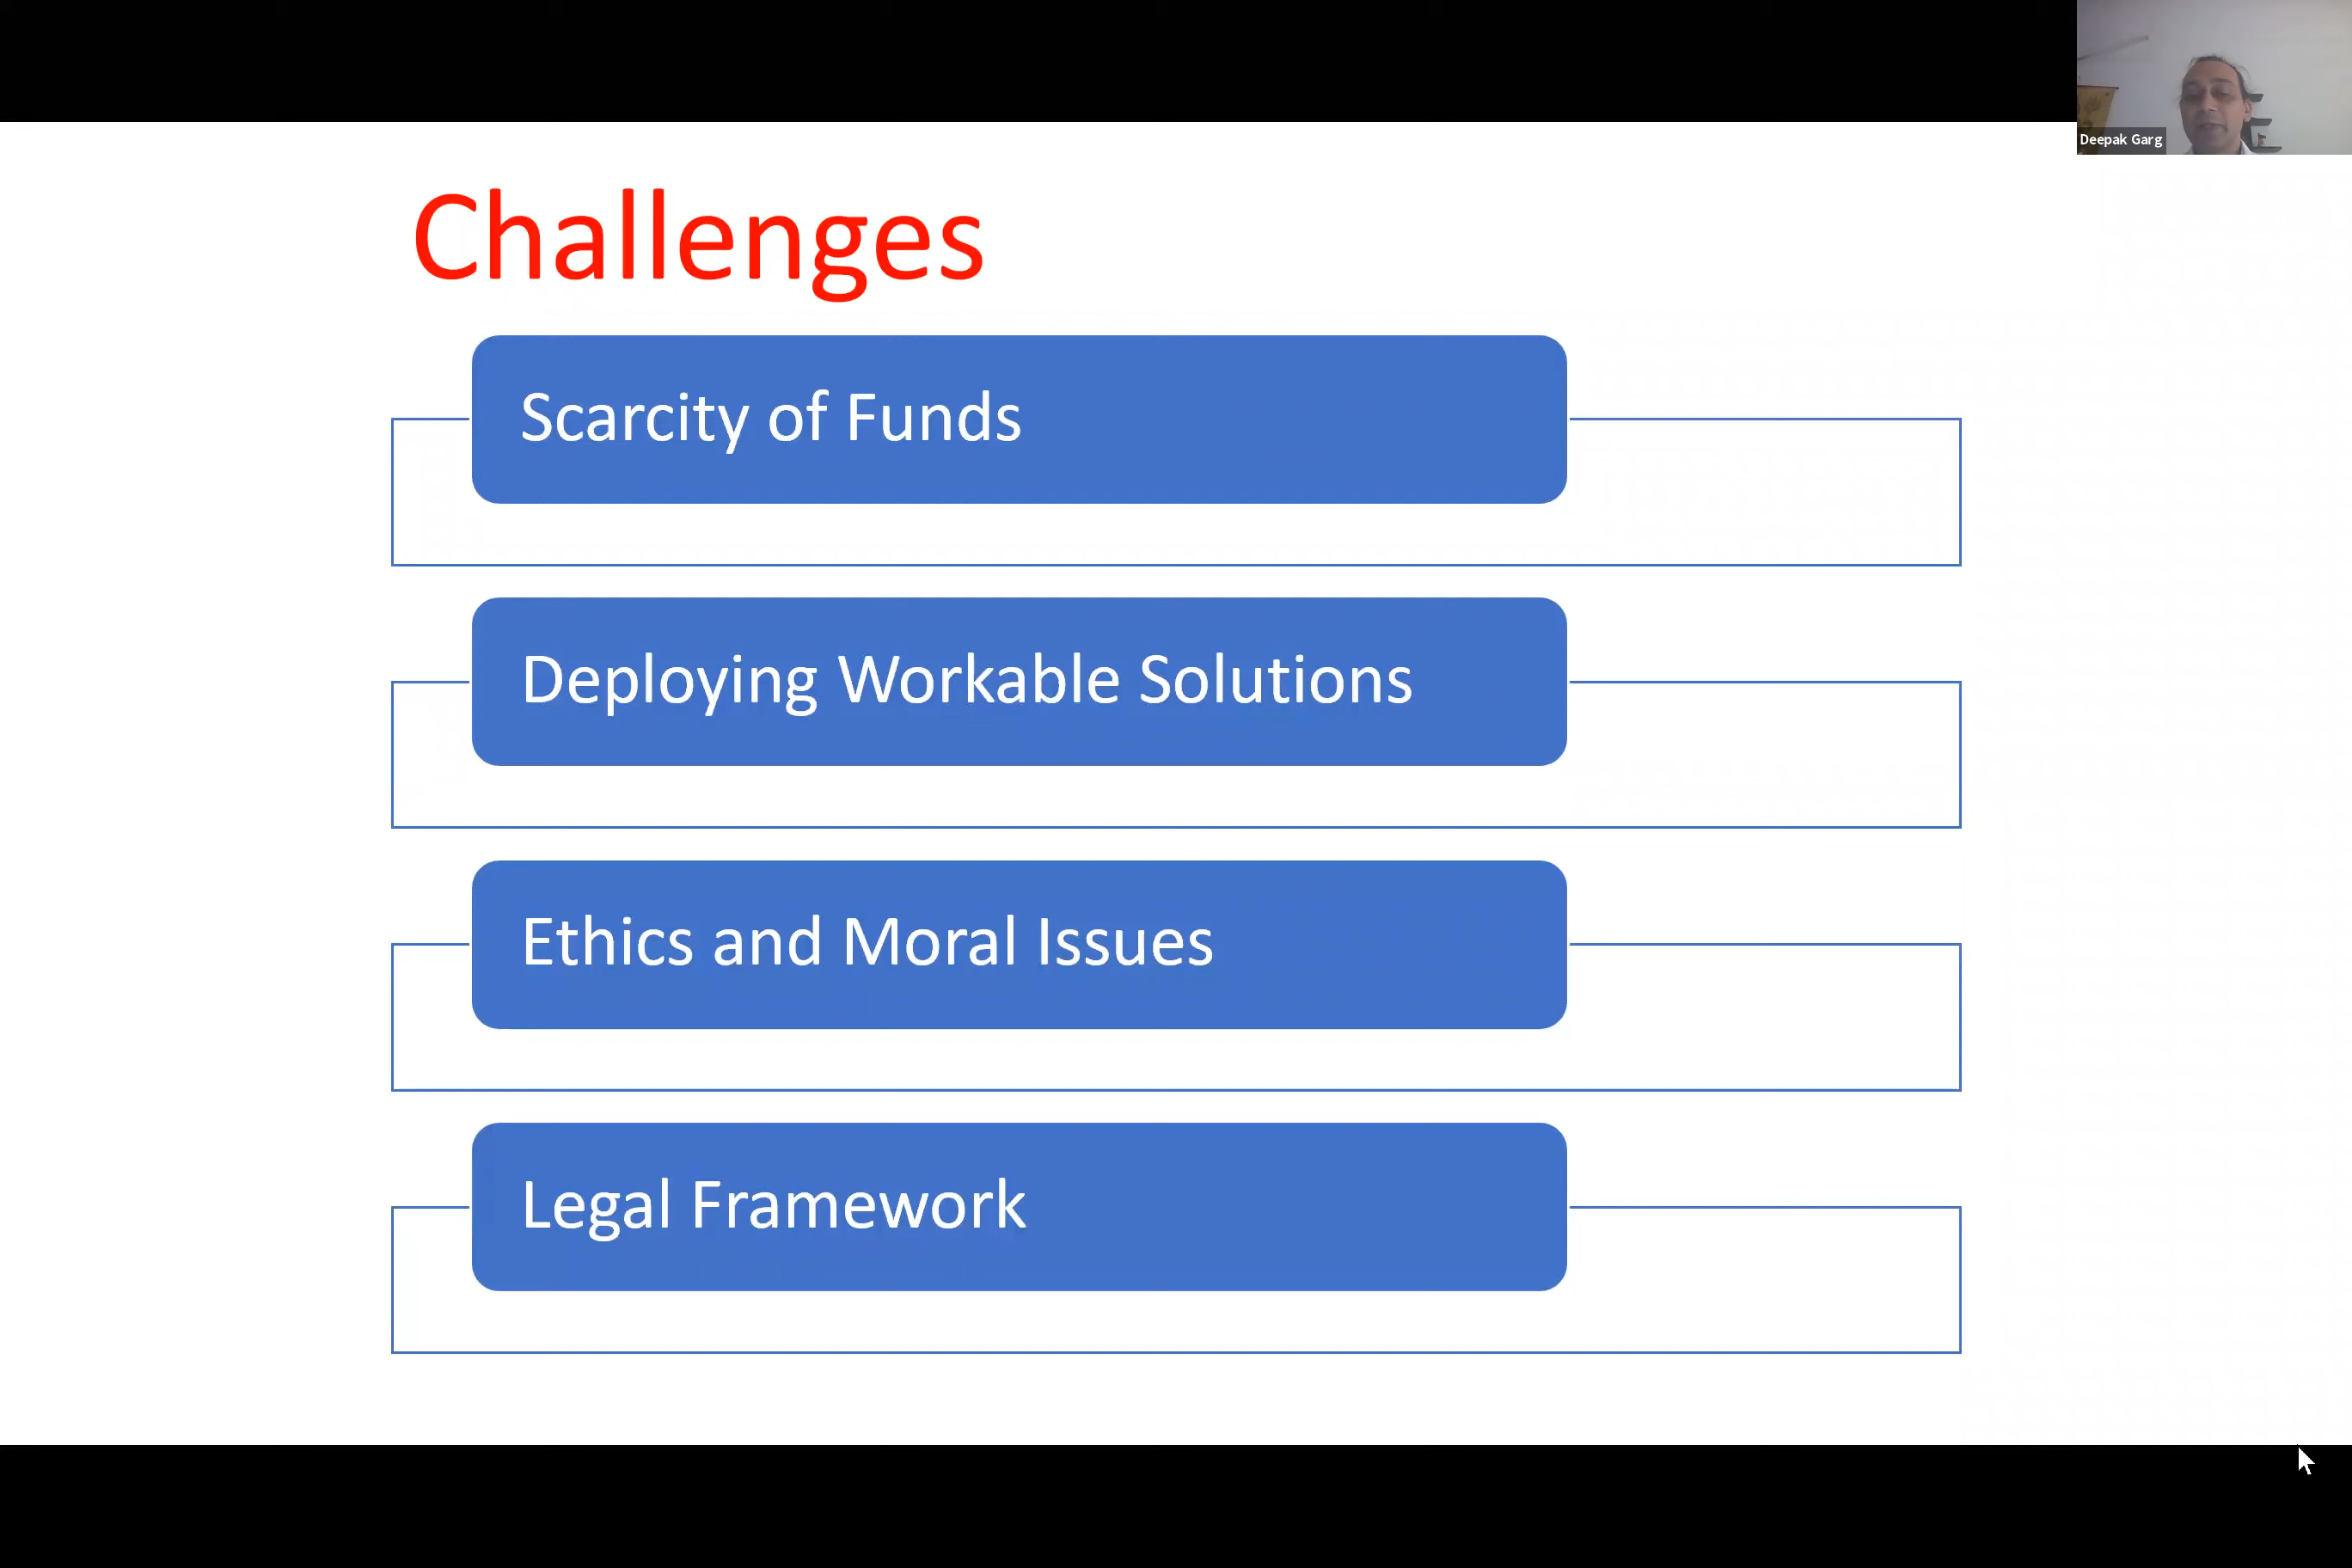 Deepak Garg
Challenges
Scarcity of Funds
Deploying Workable Solutions
Ethics and Moral Issues
Legal Framework